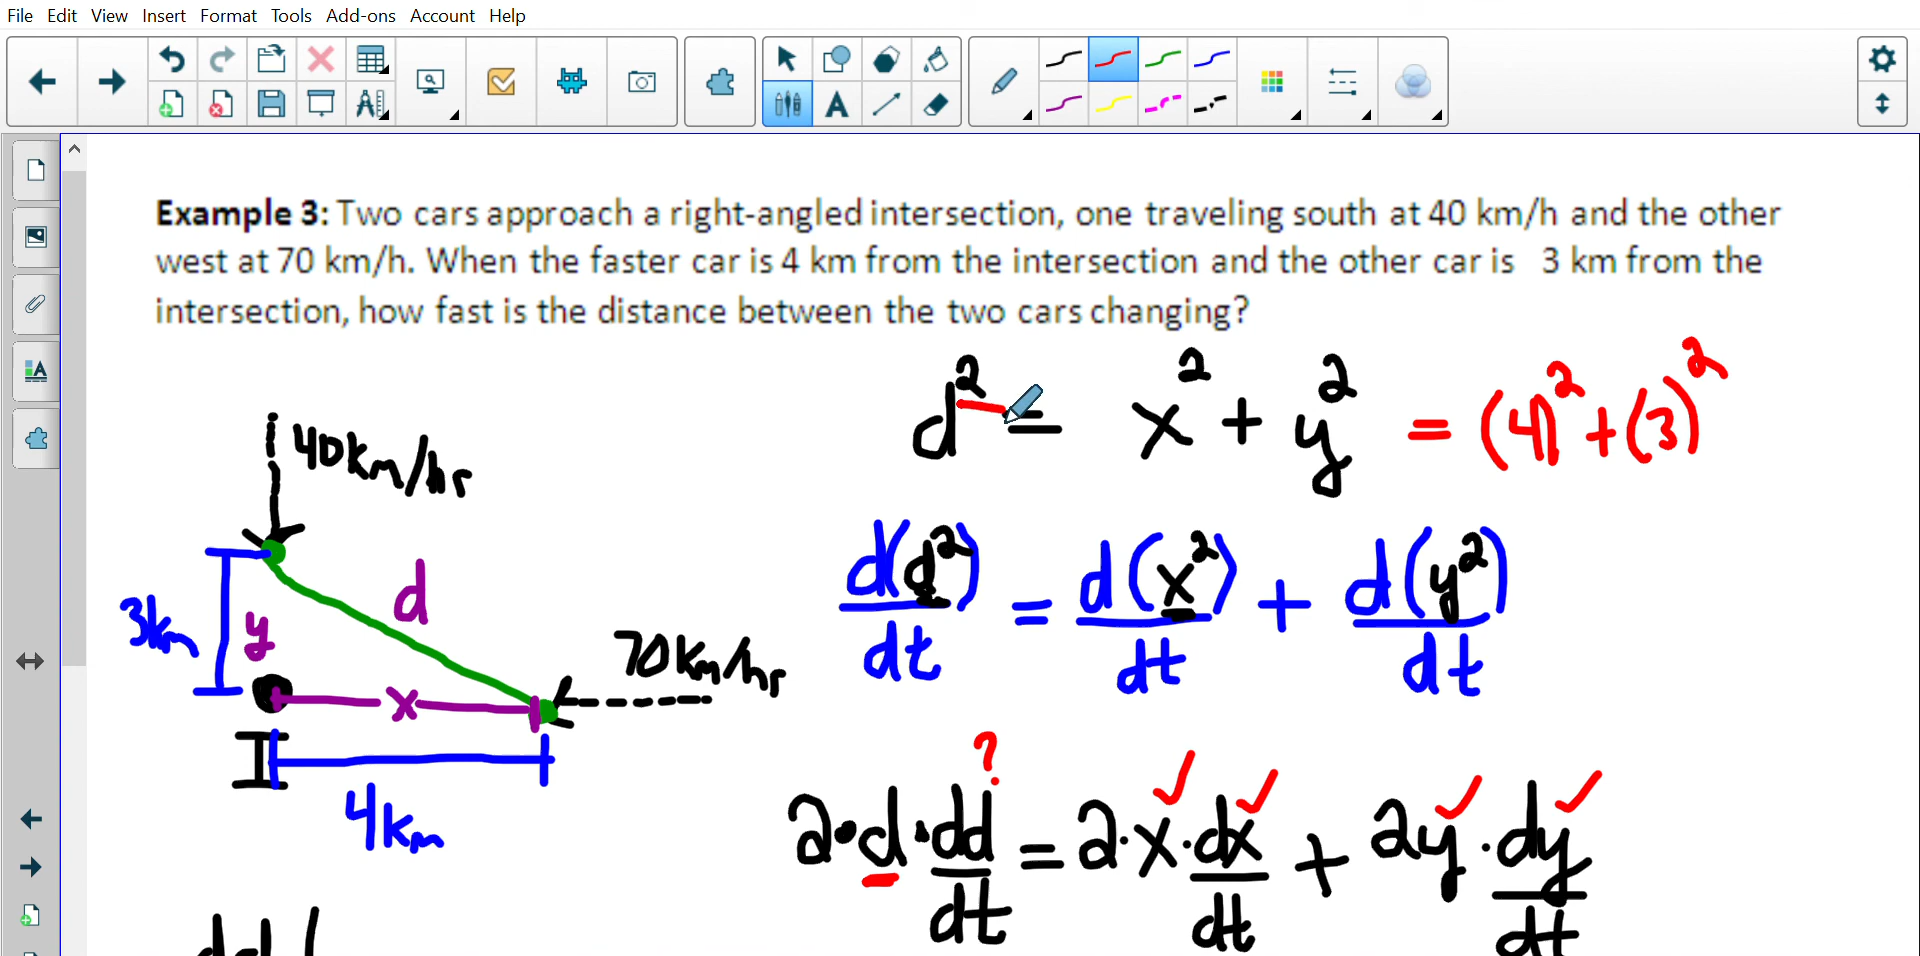 File Edit View Insert Format Tools Add-ons Account Help
Example 3: Two cars approach a right-angled intersection, one traveling south at 40 km/h and the other
west at 70 km/h. When the faster car is 4 km from the intersection and the other car is 3 km from the
intersection, how fast is the distance between the two cars changing?
d² = x² + y² = (4)² + (3)²
40km/hr
d(d²)/dt = d(x²)/dt + d(y²)/dt
d
3km
y
70km/hr
x
I
4km
?
2·d·dd/dt = 2·x·dx/dt + 2y·dy/dt